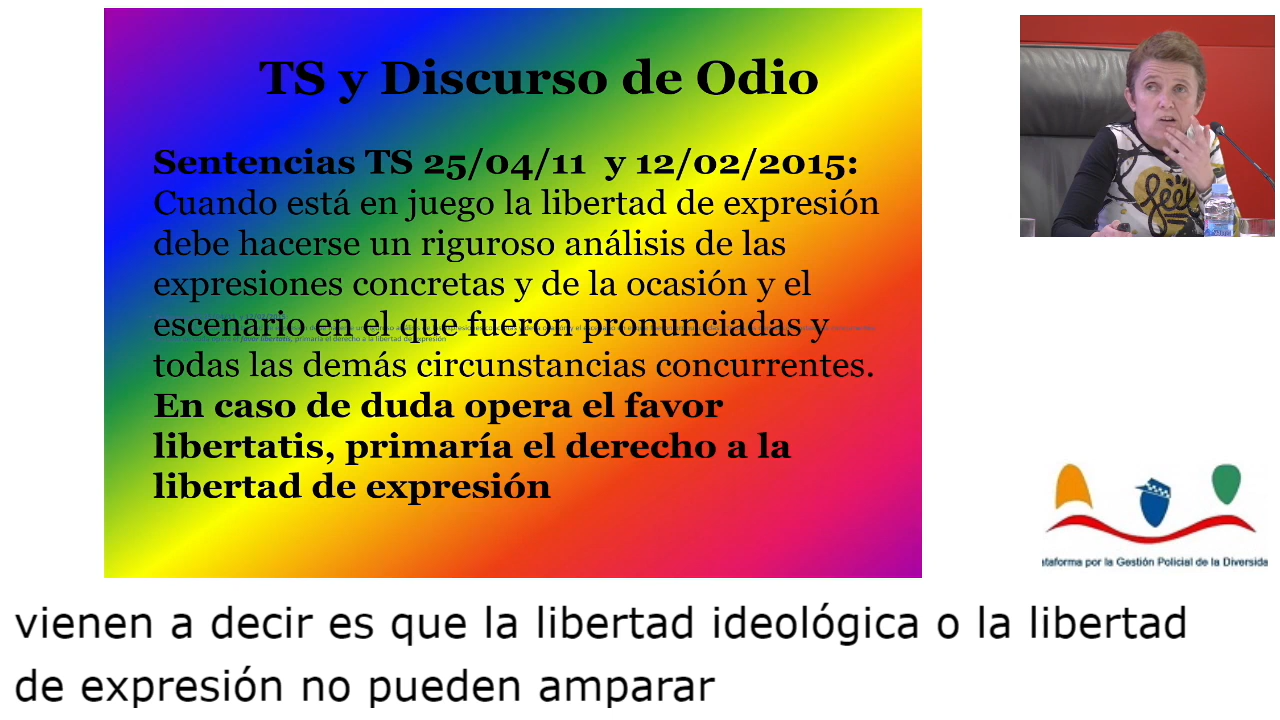 TS y Discurso de Odio
Sentencias TS 25/04/11 y 12/02/2015:
Cuando está en juego la libertad de expresión
debe hacerse un riguroso análisis de las
expresiones concretas y de la ocasión y el
escenario en el que fueron pronunciadas y
todas las demás circunstancias concurrentes.
En caso de duda opera el favor
libertatis, primaría el derecho a la
libertad de expresión
feel
ataforma por la Gestión Policial de la Diversida
vienen a decir es que la libertad ideológica o la libertad
de expresión no pueden amparar